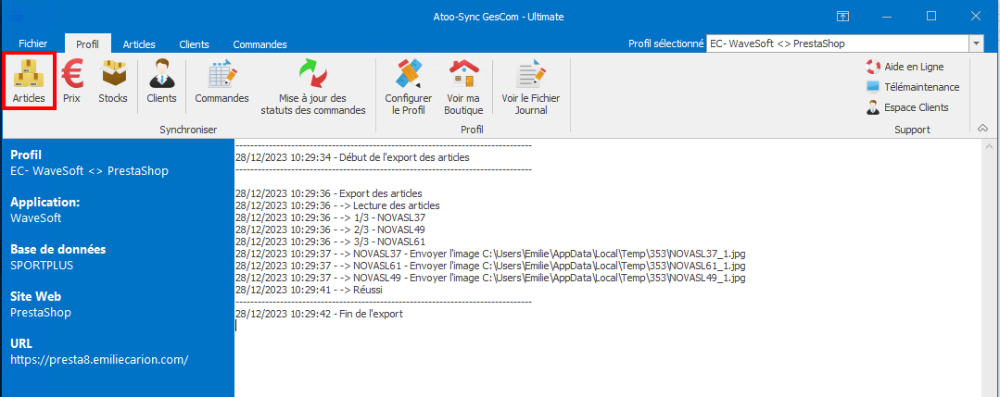 Atoo-Sync GesCom - Ultimate
Fichier Profil Articles Clients Commandes Profil sélectionné EC- WaveSoft <> PrestaShop
Articles Prix Stocks Clients Commandes Mise à jour des statuts des commandes Configurer le Profil Voir ma Boutique Voir le Fichier Journal
Aide en Ligne
Télémaintenance
Espace Clients
Synchroniser Profil Support
Profil
EC- WaveSoft <> PrestaShop
Application:
WaveSoft
Base de données
SPORTPLUS
Site Web
PrestaShop
URL
https://presta8.emiliecarion.com/
--------------------------------------------------------------------------------
28/12/2023 10:29:34 - Début de l'export des articles
--------------------------------------------------------------------------------
28/12/2023 10:29:36 - Export des articles
28/12/2023 10:29:36 - --> Lecture des articles
28/12/2023 10:29:36 - --> 1/3 - NOVASL37
28/12/2023 10:29:36 - --> 2/3 - NOVASL49
28/12/2023 10:29:36 - --> 3/3 - NOVASL61
28/12/2023 10:29:37 - --> NOVASL37 - Envoyer l'image C:\Users\Emilie\AppData\Local\Temp\353\NOVASL37_1.jpg
28/12/2023 10:29:37 - --> NOVASL61 - Envoyer l'image C:\Users\Emilie\AppData\Local\Temp\353\NOVASL61_1.jpg
28/12/2023 10:29:37 - --> NOVASL49 - Envoyer l'image C:\Users\Emilie\AppData\Local\Temp\353\NOVASL49_1.jpg
28/12/2023 10:29:41 - --> Réussi
--------------------------------------------------------------------------------
28/12/2023 10:29:42 - Fin de l'export